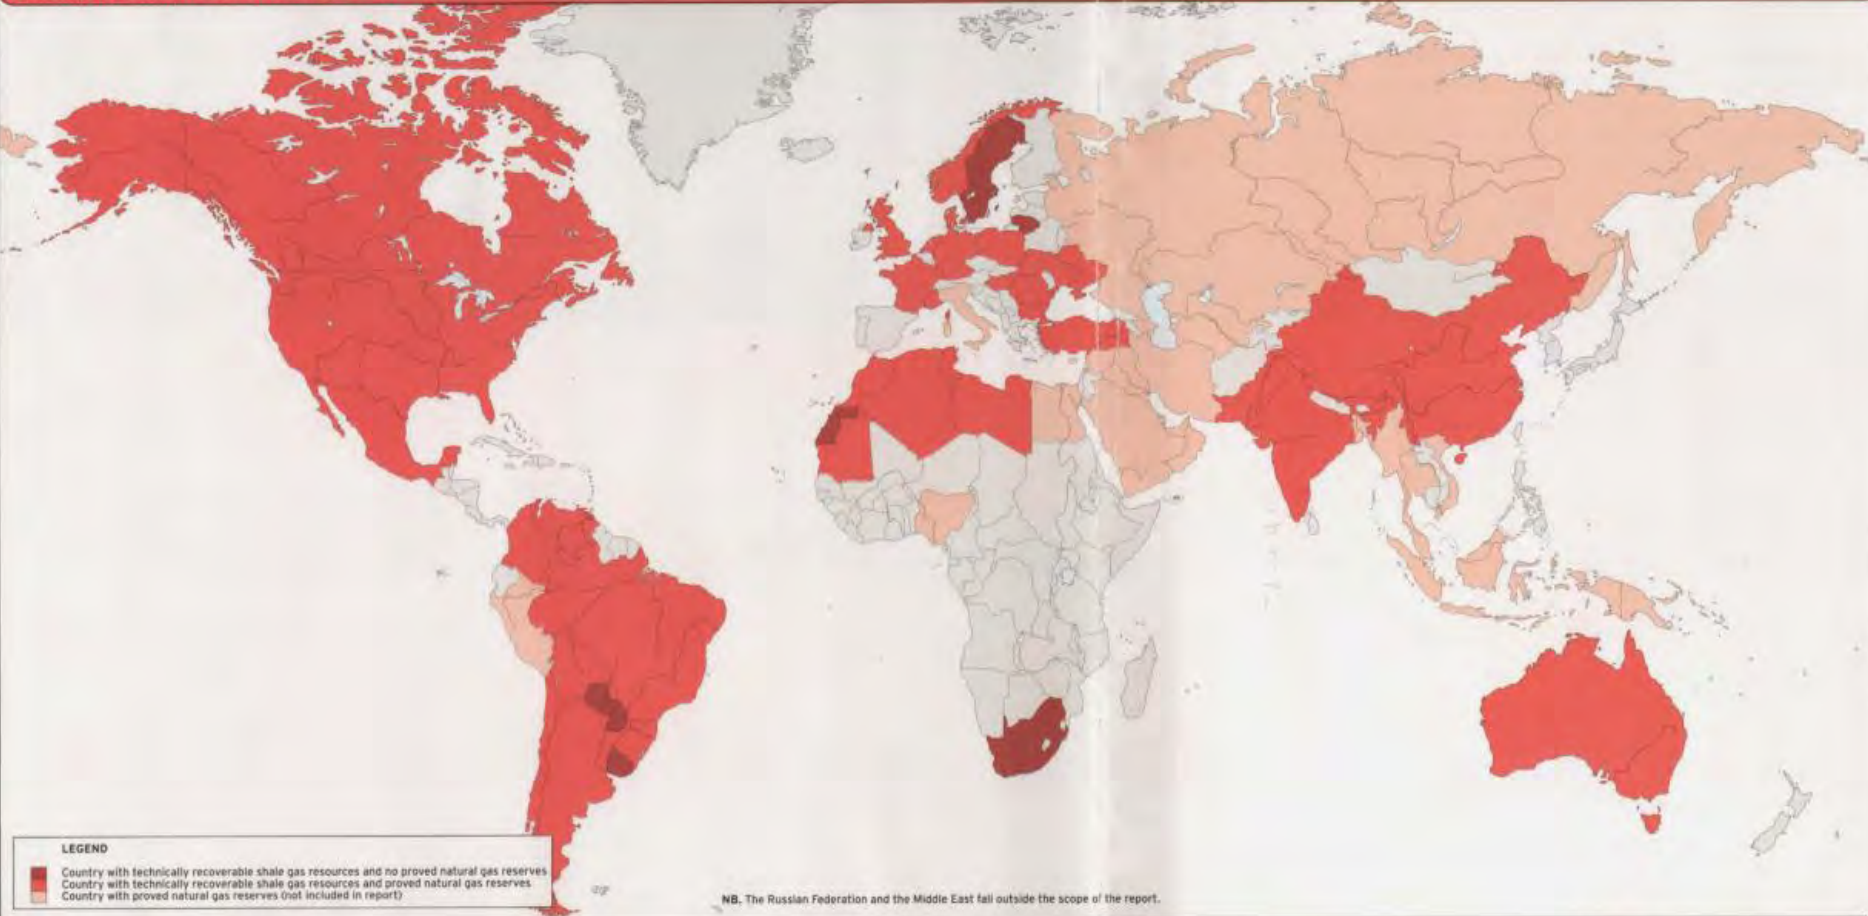 LEGEND
Country with technically recoverable shale gas resources and no proved natural gas reserves
Country with technically recoverable shale gas resources and proved natural gas reserves
Country with proved natural gas reserves (not included in report)
NB. The Russian Federation and the Middle East fall outside the scope of the report.